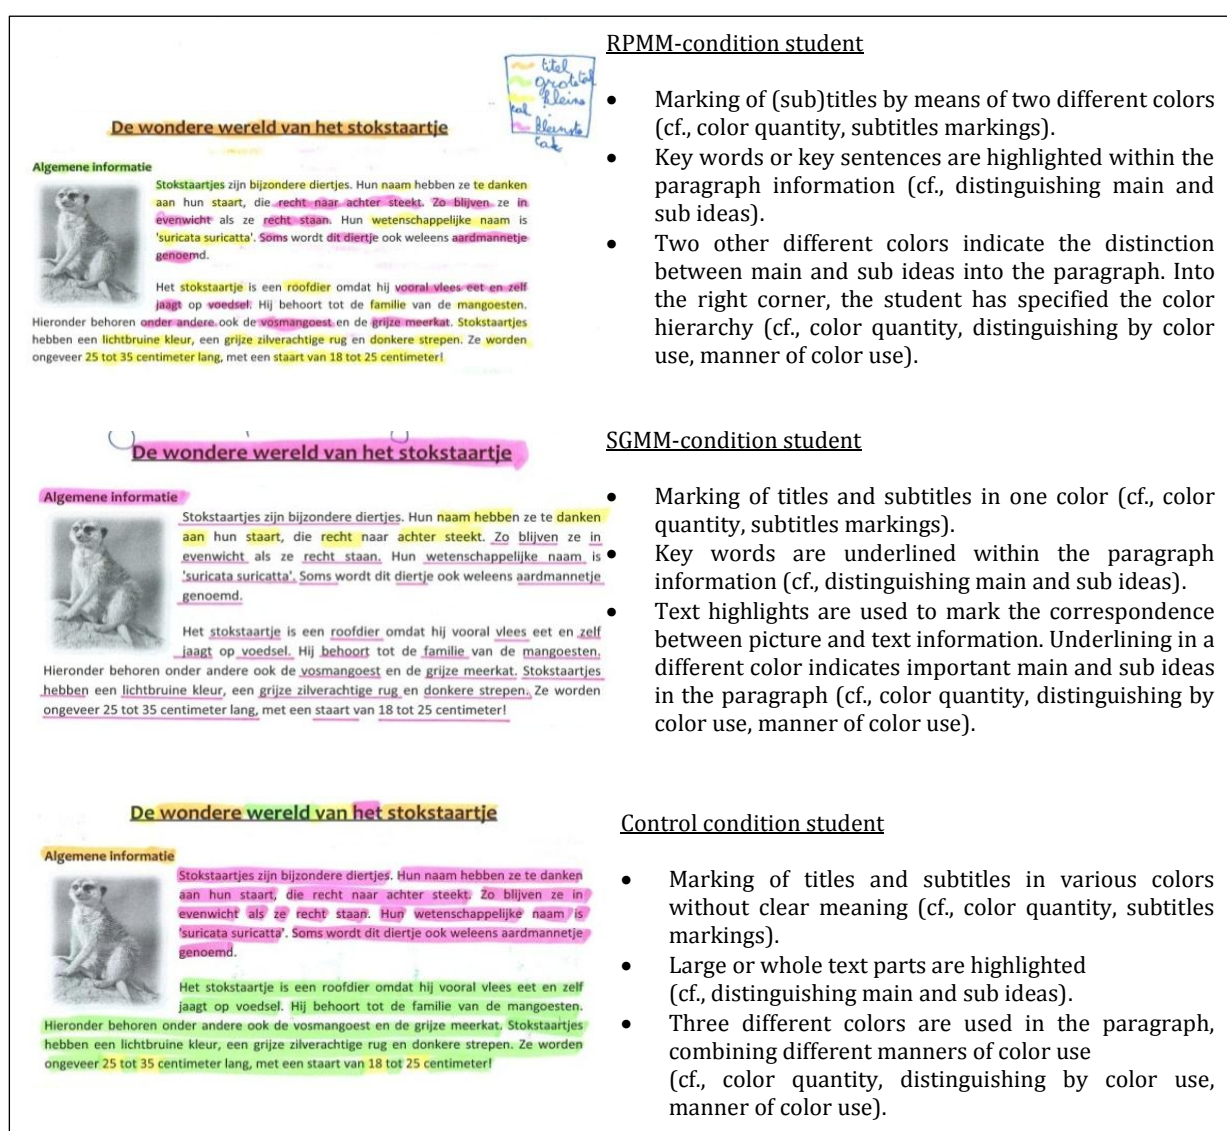 RPMM-condition student
• Marking of (sub)titles by means of two different colors
(cf., color quantity, subtitles markings).
• Key words or key sentences are highlighted within the
paragraph information (cf., distinguishing main and
sub ideas).
• Two other different colors indicate the distinction
between main and sub ideas into the paragraph. Into
the right corner, the student has specified the color
hierarchy (cf., color quantity, distinguishing by color
use, manner of color use).
titel
kleine
kleinste
De wondere wereld van het stokstaartje
Algemene informatie
Stokstaartjes zijn bijzondere diertjes. Hun naam hebben ze te danken
aan hun staart, die recht naar achter steekt. Zo blijven ze in
evenwicht als ze recht staan. Hun wetenschappelijke naam is
'suricata suricatta'. Soms wordt dit diertje ook weleens aardmannetje
genoemd.
Het stokstaartje is een roofdier omdat hij vooral vlees eet en zelf
jaagt op voedsel. Hij behoort tot de familie van de mangoesten.
Hieronder behoren onder andere ook de vosmangoest en de grijze meerkat. Stokstaartjes
hebben een lichtbruine kleur, een grijze zilverachtige rug en donkere strepen. Ze worden
ongeveer 25 tot 35 centimeter lang, met een staart van 18 tot 25 centimeter!
SGMM-condition student
• Marking of titles and subtitles in one color (cf., color
quantity, subtitles markings).
• Key words are underlined within the paragraph
information (cf., distinguishing main and sub ideas).
• Text highlights are used to mark the correspondence
between picture and text information. Underlining in a
different color indicates important main and sub ideas
in the paragraph (cf., color quantity, distinguishing by
color use, manner of color use).
De wondere wereld van het stokstaartje
Algemene informatie
Stokstaartjes zijn bijzondere diertjes. Hun naam hebben ze te danken
aan hun staart, die recht naar achter steekt. Zo blijven ze in
evenwicht als ze recht staan. Hun wetenschappelijke naam is
'suricata suricatta'. Soms wordt dit diertje ook weleens aardmannetje
genoemd.
Het stokstaartje is een roofdier omdat hij vooral vlees eet en zelf
jaagt op voedsel. Hij behoort tot de familie van de mangoesten.
Hieronder behoren onder andere ook de vosmangoest en de grijze meerkat. Stokstaartjes
hebben een lichtbruine kleur, een grijze zilverachtige rug en donkere strepen. Ze worden
ongeveer 25 tot 35 centimeter lang, met een staart van 18 tot 25 centimeter!
Control condition student
• Marking of titles and subtitles in various colors
without clear meaning (cf., color quantity, subtitles
markings).
• Large or whole text parts are highlighted
(cf., distinguishing main and sub ideas).
• Three different colors are used in the paragraph,
combining different manners of color use
(cf., color quantity, distinguishing by color use,
manner of color use).
De wondere wereld van het stokstaartje
Algemene informatie
Stokstaartjes zijn bijzondere diertjes. Hun naam hebben ze te danken
aan hun staart, die recht naar achter steekt. Zo blijven ze in
evenwicht als ze recht staan. Hun wetenschappelijke naam is
'suricata suricatta'. Soms wordt dit diertje ook weleens aardmannetje
genoemd.
Het stokstaartje is een roofdier omdat hij vooral vlees eet en zelf
jaagt op voedsel. Hij behoort tot de familie van de mangoesten.
Hieronder behoren onder andere ook de vosmangoest en de grijze meerkat. Stokstaartjes
hebben een lichtbruine kleur, een grijze zilverachtige rug en donkere strepen. Ze worden
ongeveer 25 tot 35 centimeter lang, met een staart van 18 tot 25 centimeter!